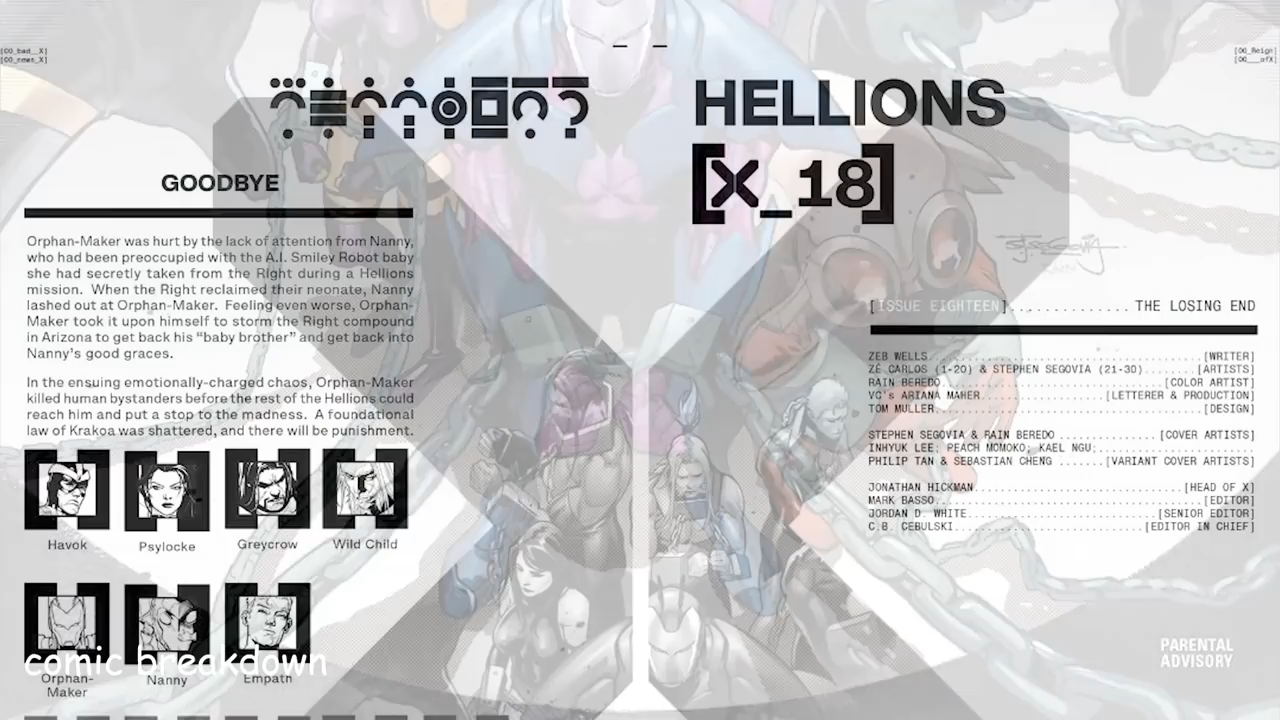 [00_bad__X]
[00_news_X]
[00_Reign]
[00___ofX]
HELLIONS
[X_18]
GOODBYE
Orphan-Maker was hurt by the lack of attention from Nanny,
who had been preoccupied with the A.I. Smiley Robot baby
she had secretly taken from the Right during a Hellions
mission. When the Right reclaimed their neonate, Nanny
lashed out at Orphan-Maker. Feeling even worse, Orphan-
Maker took it upon himself to storm the Right compound
in Arizona to get back his “baby brother” and get back into
Nanny's good graces.
In the ensuing emotionally-charged chaos, Orphan-Maker
killed human bystanders before the rest of the Hellions could
reach him and put a stop to the madness. A foundational
law of Krakoa was shattered, and there will be punishment.
Havok
Psylocke
Greycrow
Wild Child
Orphan-
Maker
Nanny
Empath
comic breakdown
[ISSUE EIGHTEEN]..............THE LOSING END
ZEB WELLS..........[WRITER]
ZÉ CARLOS (1-20) & STEPHEN SEGOVIA (21-30)..........[ARTISTS]
RAIN BEREDO..........[COLOR ARTIST]
VC's ARIANA MAHER..........[LETTERER & PRODUCTION]
TOM MULLER..........[DESIGN]
STEPHEN SEGOVIA & RAIN BEREDO..........[COVER ARTISTS]
INHYUK LEE; PEACH MOMOKO; KAEL NGU;..........
PHILIP TAN & SEBASTIAN CHENG .......[VARIANT COVER ARTISTS]
JONATHAN HICKMAN..........[HEAD OF X]
MARK BASSO..........[EDITOR]
JORDAN D. WHITE..........[SENIOR EDITOR]
C.B. CEBULSKI..........[EDITOR IN CHIEF]
PARENTAL
ADVISORY